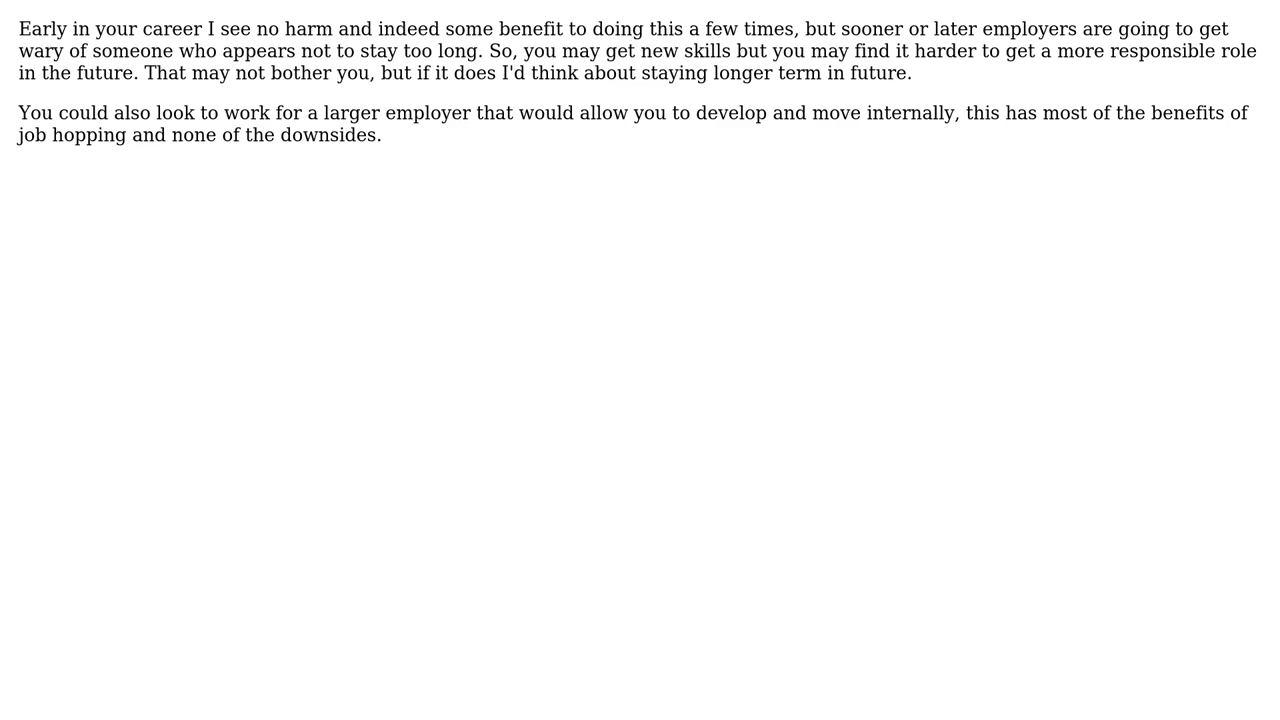 Early in your career I see no harm and indeed some benefit to doing this a few times, but sooner or later employers are going to get
wary of someone who appears not to stay too long. So, you may get new skills but you may find it harder to get a more responsible role
in the future. That may not bother you, but if it does I'd think about staying longer term in future.
You could also look to work for a larger employer that would allow you to develop and move internally, this has most of the benefits of
job hopping and none of the downsides.